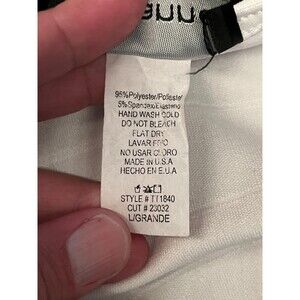 95% Polyester/Poliester
5% Spandex/Elastano
HAND WASH COLD
DO NOT BLEACH
FLAT DRY
LAVAR FRIO
NO USAR CLORO
MADE IN U.S.A
HECHO EN E.U.A
STYLE # T11840
CUT # 23032
L/GRANDE